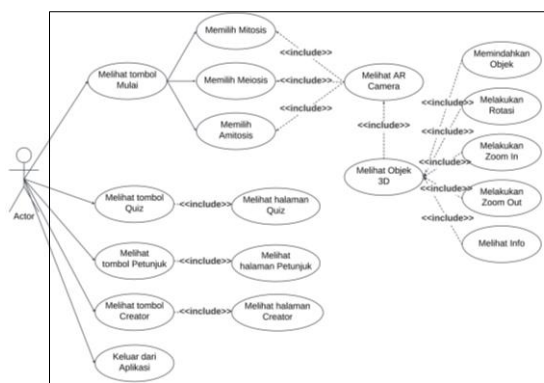 Memilih Mitosis
<<include>>
Melihat tombol
Mulai
Memilih Meiosis
<<include>>
Melihat AR
Camera
<<include>>
Memilih
Amitosis
<<include>>
Melihat Objek
3D
Memindahkan
Objek
<<include>>
Melakukan
Rotasi
<<include>>
Melakukan
Zoom In
<<include>>
Melakukan
Zoom Out
<<include>>
Melihat Info
<<include>>
Actor
Melihat tombol
Quiz
<<include>>
Melihat halaman
Quiz
Melihat
tombol Petunjuk
<<include>>
Melihat
halaman Petunjuk
Melihat tombol
Creator
<<include>>
Melihat halaman
Creator
Keluar dari
Aplikasi